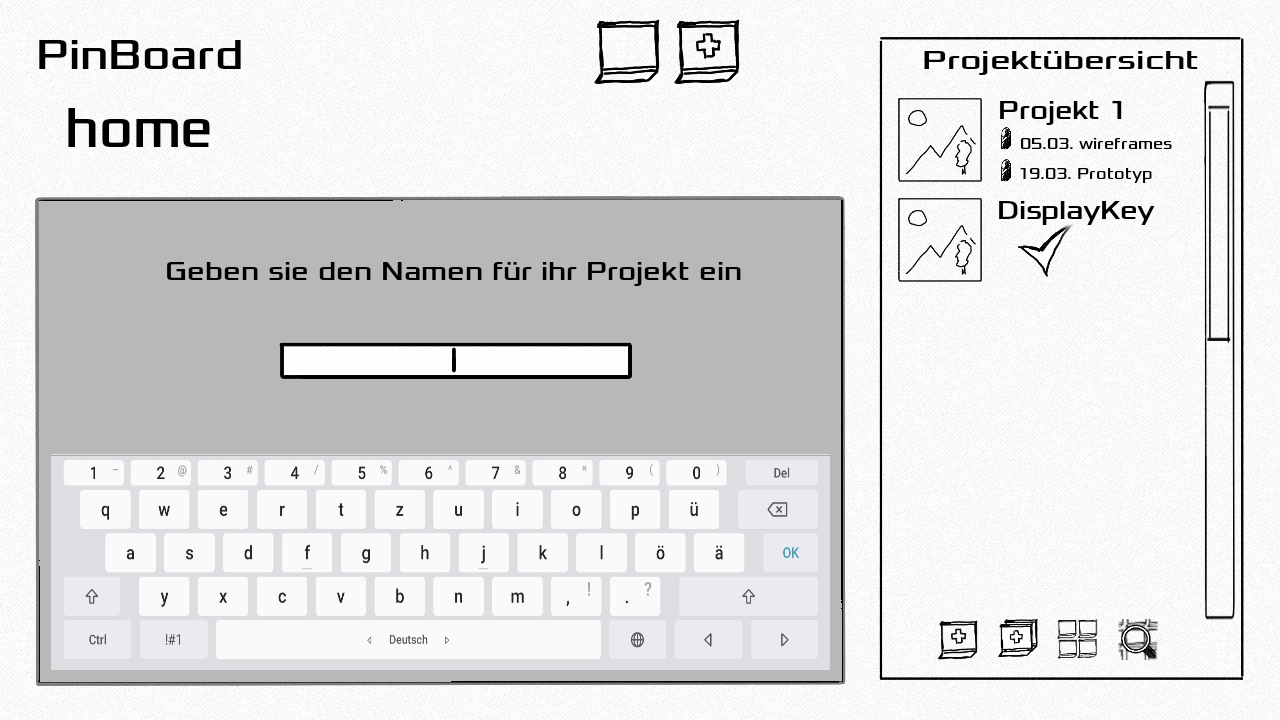 PinBoard
home
Geben sie den Namen für ihr Projekt ein
1 - 2 @ 3 # 4 / 5 % 6 ^ 7 & 8 * 9 ( 0 ) Del
q w e r t z u i o p ü
a s d f g h j k l ö ä OK
y x c v b n m , ! . ?
Ctrl !#1 Deutsch
Projektübersicht
Projekt 1
05.03. wireframes
19.03. Prototyp
DisplayKey